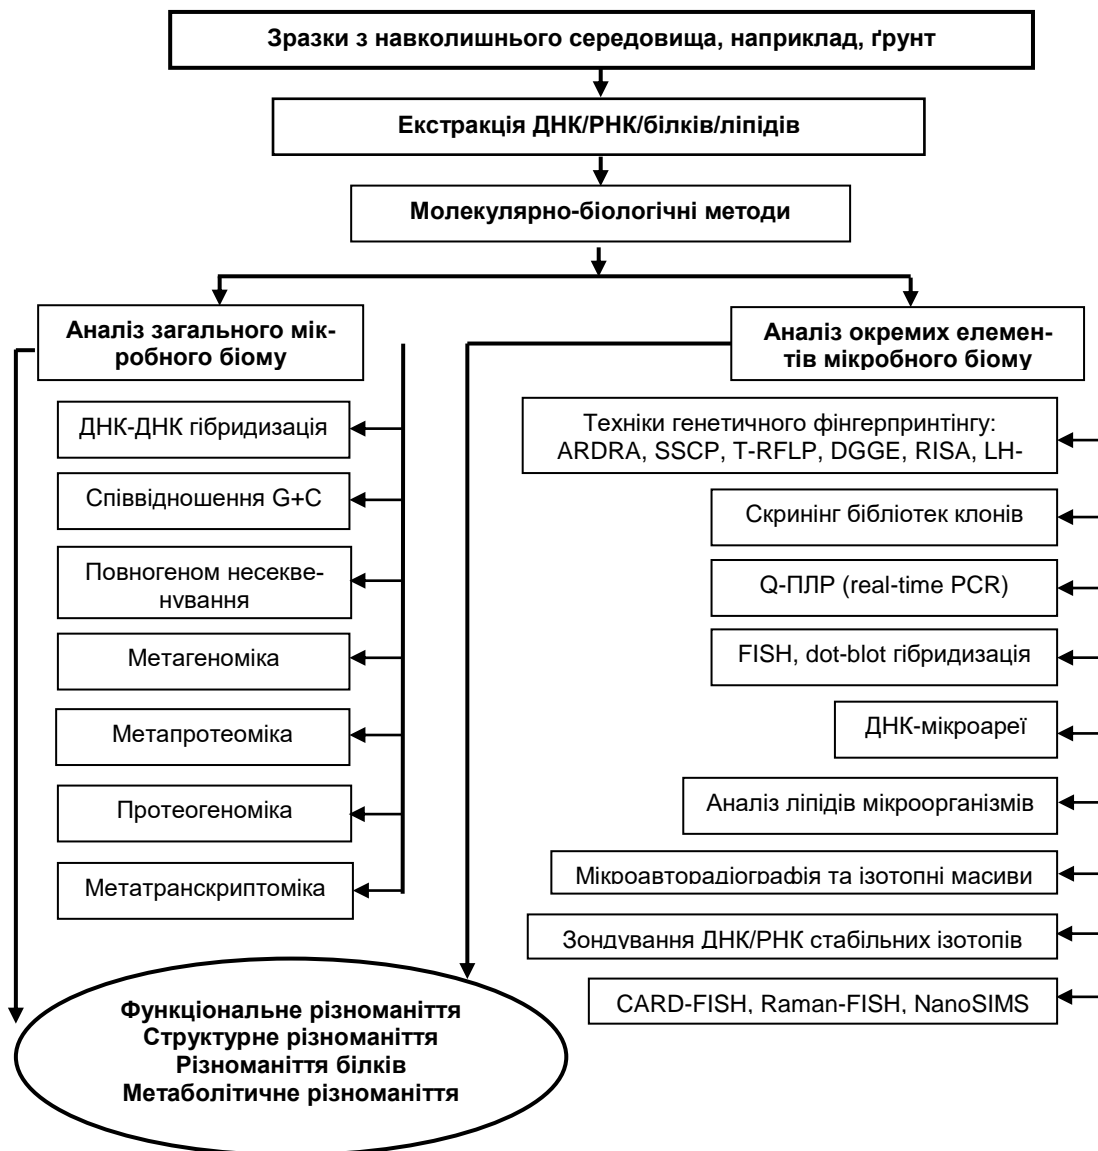 Зразки з навколишнього середовища, наприклад, ґрунт
Екстракція ДНК/РНК/білків/ліпідів
Молекулярно-біологічні методи
Аналіз загального мік-
робного біому
Аналіз окремих елемен-
тів мікробного біому
ДНК-ДНК гібридизація
Співвідношення G+C
Повногеном несекве-
нування
Метагеноміка
Метапротеоміка
Протеогеноміка
Метатранскриптоміка
Техніки генетичного фінгерпринтінгу:
ARDRA, SSCP, T-RFLP, DGGE, RISA, LH-
Скринінг бібліотек клонів
Q-ПЛР (real-time PCR)
FISH, dot-blot гібридизація
ДНК-мікроареї
Аналіз ліпідів мікроорганізмів
Мікроавторадіографія та ізотопні масиви
Зондування ДНК/РНК стабільних ізотопів
CARD-FISH, Raman-FISH, NanoSIMS
Функціональне різноманіття
Структурне різноманіття
Різноманіття білків
Метаболітичне різноманіття